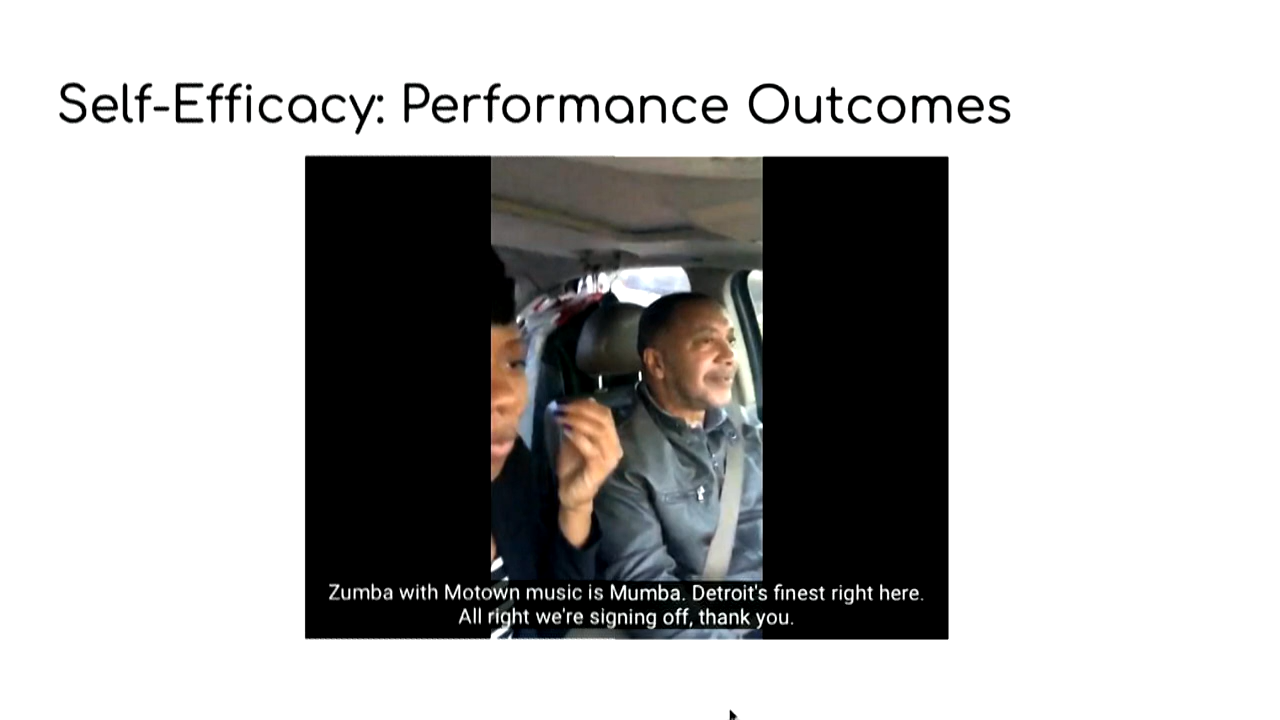 Self-Efficacy: Performance Outcomes
Zumba with Motown music is Mumba. Detroit's finest right here.
All right we're signing off, thank you.